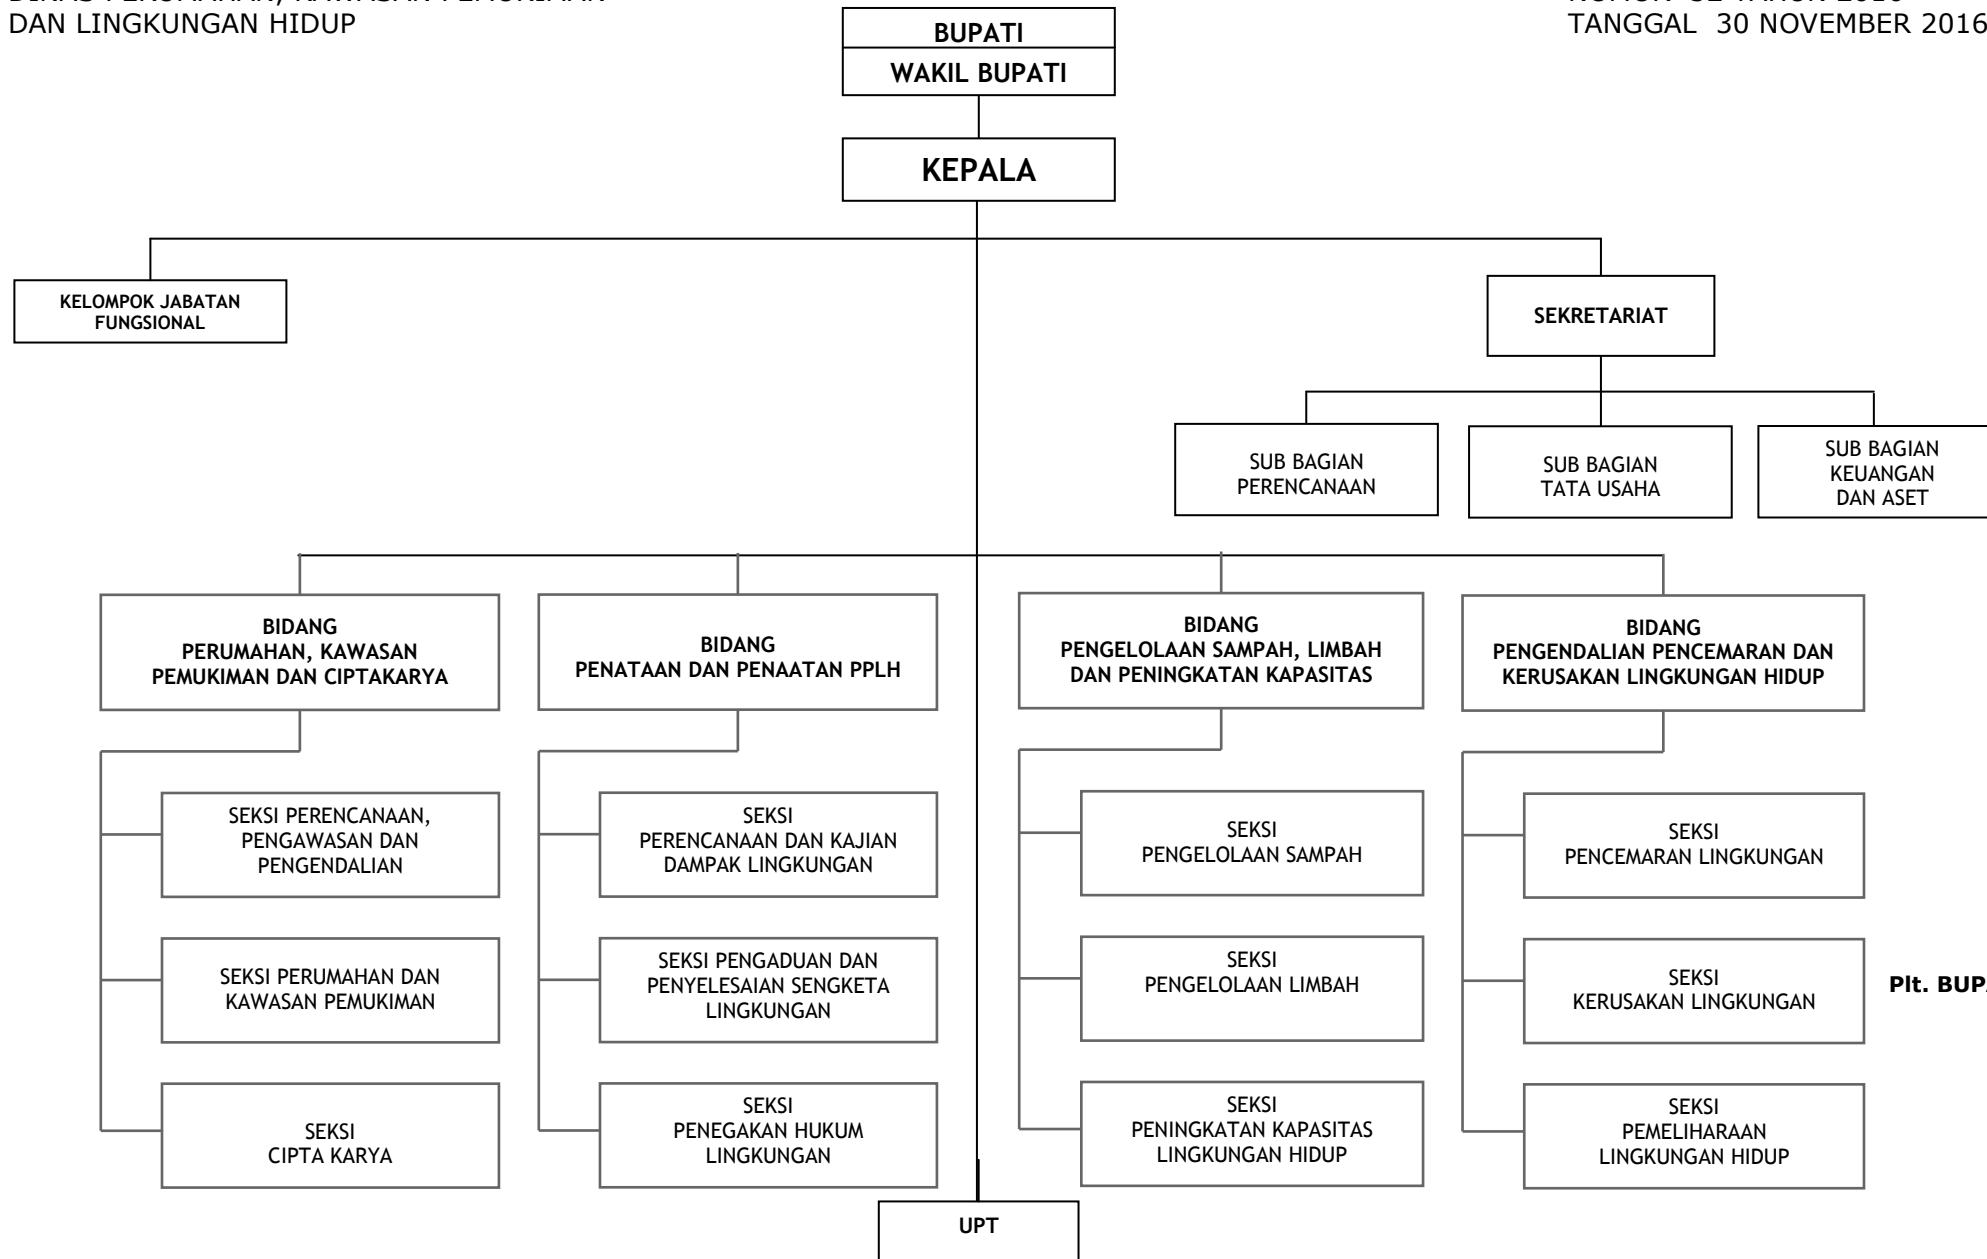 DAN LINGKUNGAN HIDUP
TANGGAL 30 NOVEMBER 2016
BUPATI
WAKIL BUPATI
KEPALA
KELOMPOK JABATAN
FUNGSIONAL
SEKRETARIAT
SUB BAGIAN
PERENCANAAN
SUB BAGIAN
TATA USAHA
SUB BAGIAN
KEUANGAN
DAN ASET
BIDANG
PERUMAHAN, KAWASAN
PEMUKIMAN DAN CIPTAKARYA
BIDANG
PENATAAN DAN PENAATAN PPLH
BIDANG
PENGELOLAAN SAMPAH, LIMBAH
DAN PENINGKATAN KAPASITAS
BIDANG
PENGENDALIAN PENCEMARAN DAN
KERUSAKAN LINGKUNGAN HIDUP
SEKSI PERENCANAAN,
PENGAWASAN DAN
PENGENDALIAN
SEKSI
PERENCANAAN DAN KAJIAN
DAMPAK LINGKUNGAN
SEKSI
PENGELOLAAN SAMPAH
SEKSI
PENCEMARAN LINGKUNGAN
SEKSI PERUMAHAN DAN
KAWASAN PEMUKIMAN
SEKSI PENGADUAN DAN
PENYELESAIAN SENGKETA
LINGKUNGAN
SEKSI
PENGELOLAAN LIMBAH
SEKSI
KERUSAKAN LINGKUNGAN
Plt.
SEKSI
CIPTA KARYA
SEKSI
PENEGAKAN HUKUM
LINGKUNGAN
SEKSI
PENINGKATAN KAPASITAS
LINGKUNGAN HIDUP
SEKSI
PEMELIHARAAN
LINGKUNGAN HIDUP
UPT